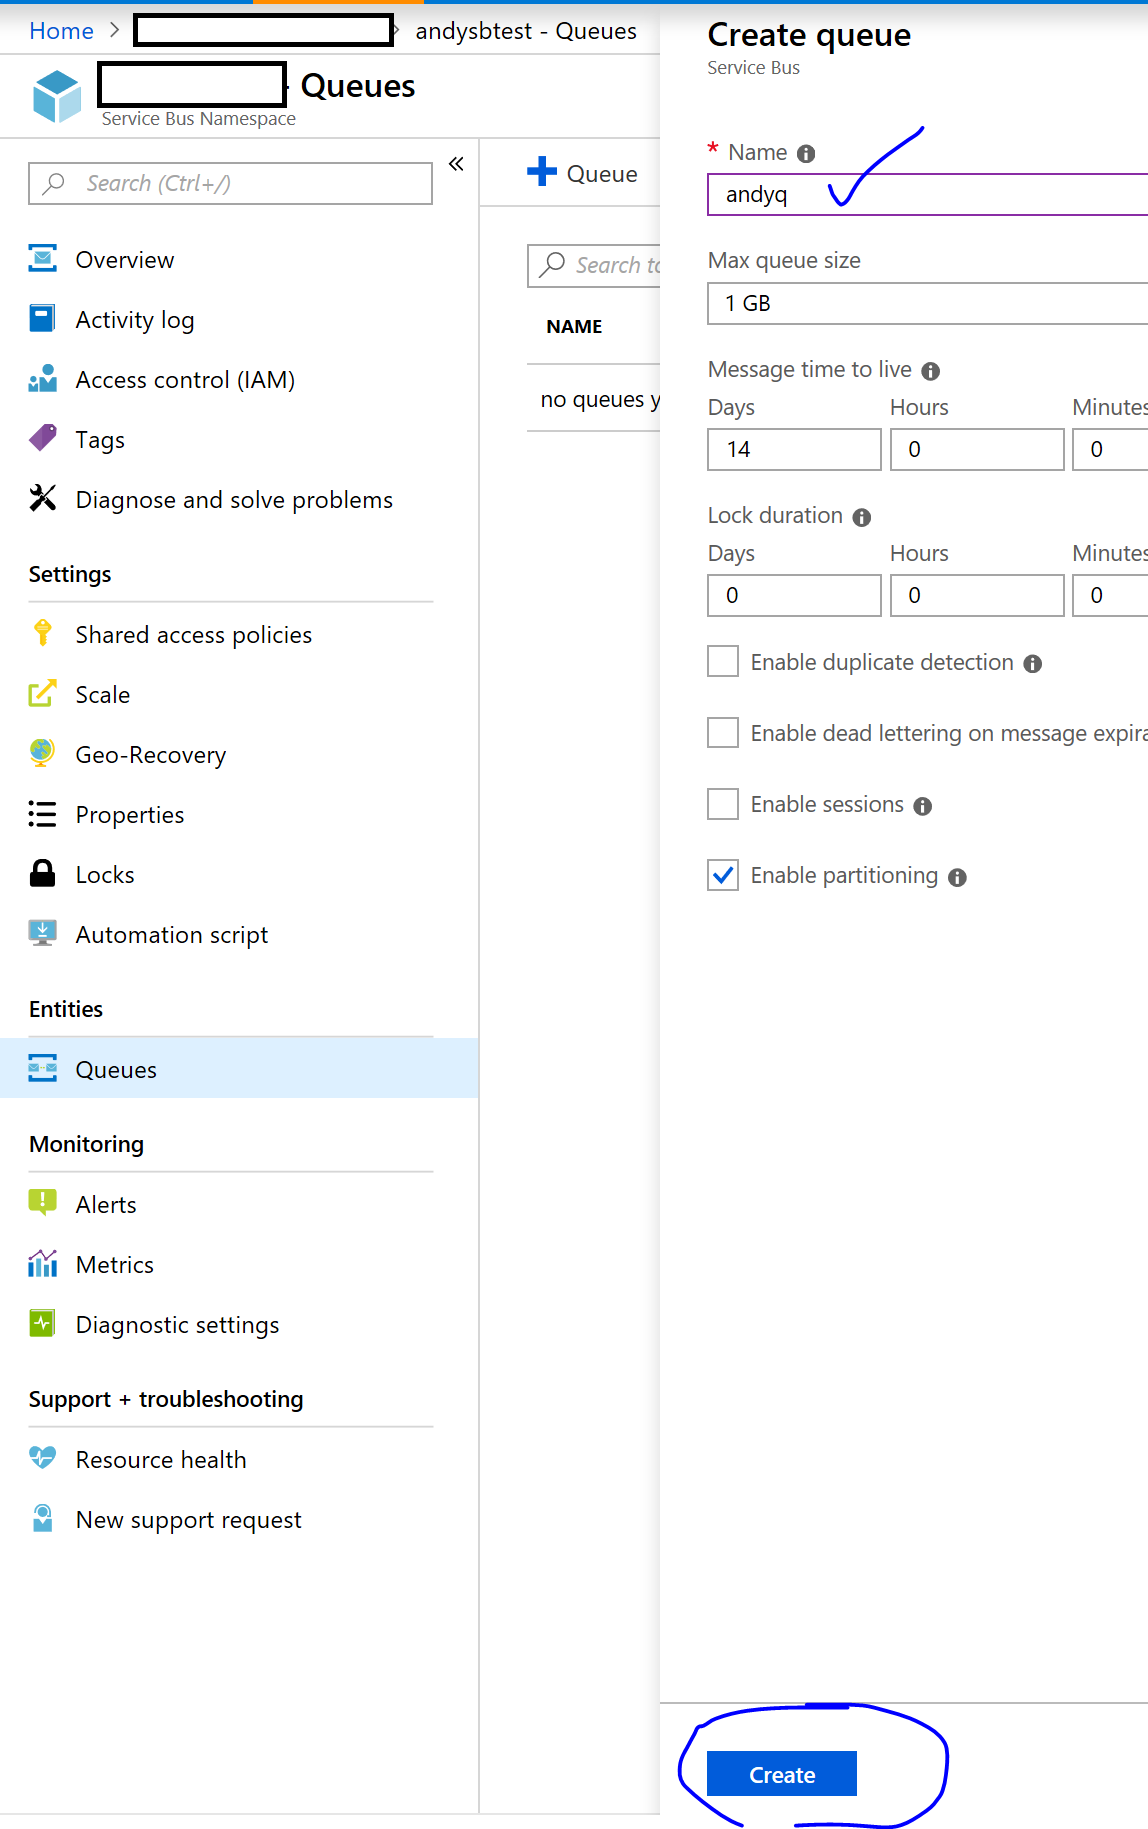 Home > andysbtest - Queues
- Queues
Service Bus Namespace
Search (Ctrl+/)
Overview
Activity log
Access control (IAM)
Tags
Diagnose and solve problems
Settings
Shared access policies
Scale
Geo-Recovery
Properties
Locks
Automation script
Entities
Queues
Monitoring
Alerts
Metrics
Diagnostic settings
Support + troubleshooting
Resource health
New support request
Queue
Search to
NAME
no queues y
Create queue
Service Bus
* Name
andyq
Max queue size
1 GB
Message time to live
Days Hours Minutes
14 0 0
Lock duration
Days Hours Minutes
0 0 0
Enable duplicate detection
Enable dead lettering on message expira
Enable sessions
Enable partitioning
Create